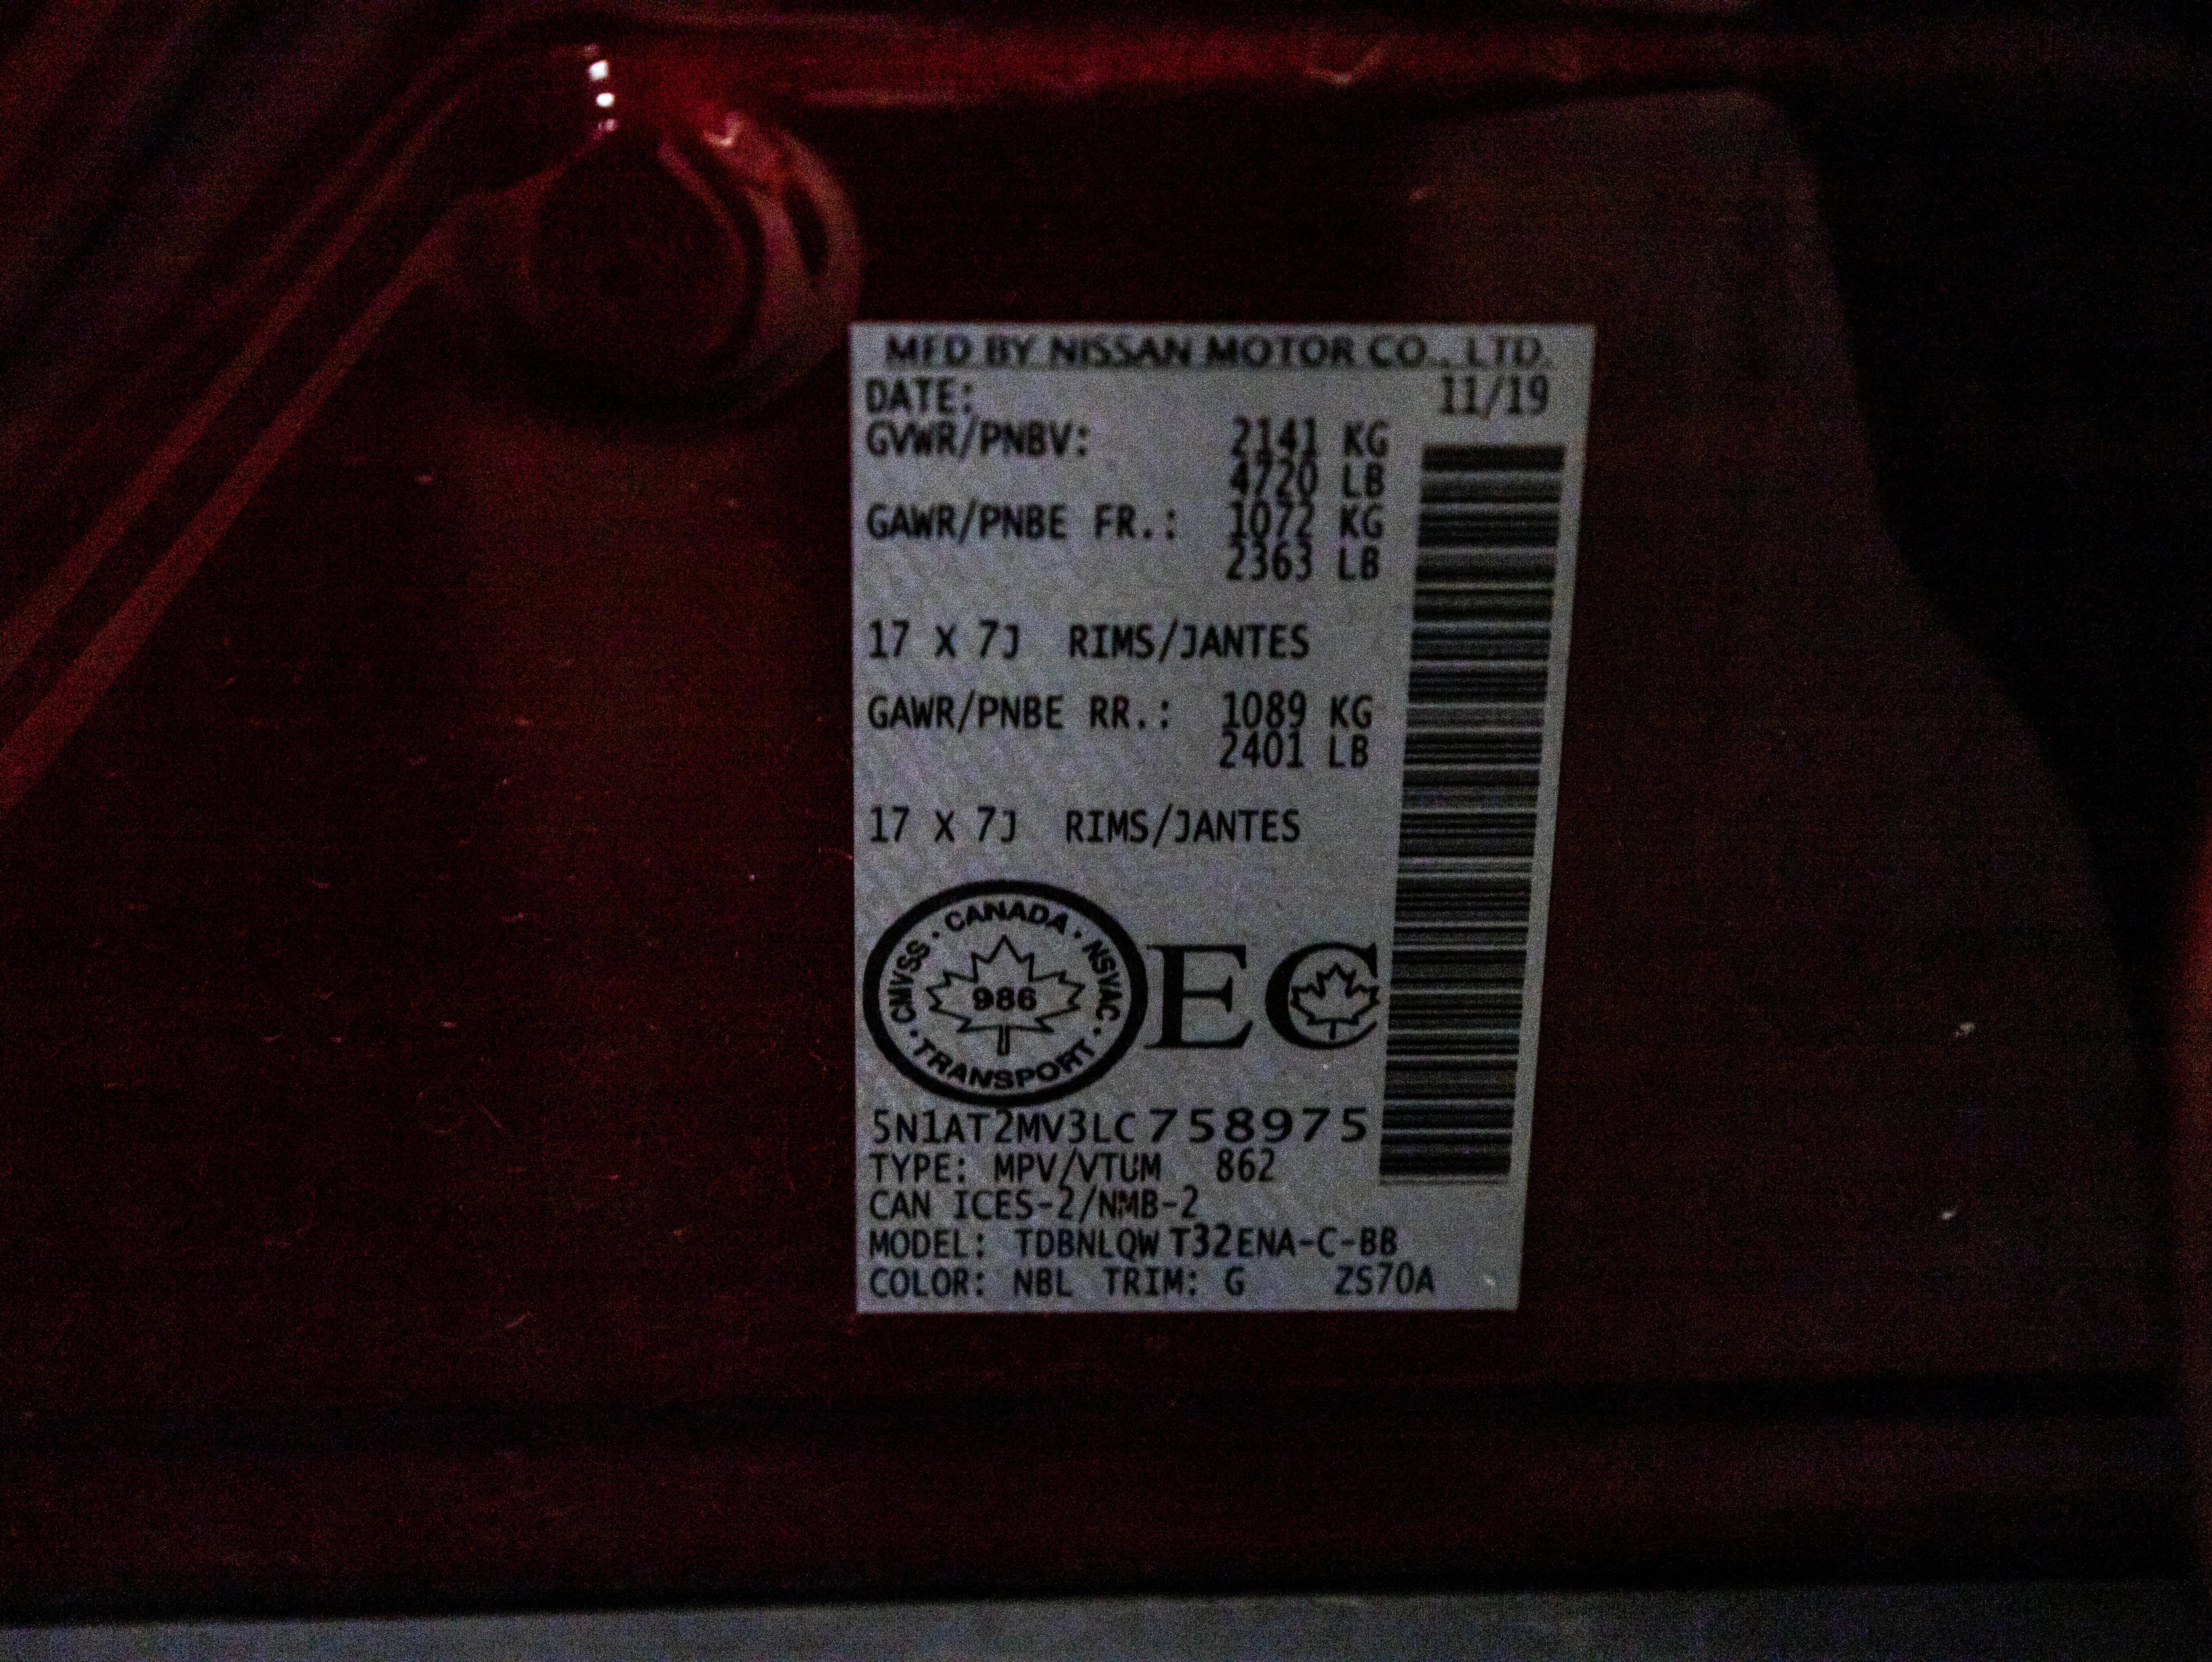 MFD BY NISSAN MOTOR CO., LTD.
DATE: 11/19
GVWR/PNBV: 2141 KG
4720 LB
GAWR/PNBE FR.: 1072 KG
2363 LB
17 X 7J RIMS/JANTES
GAWR/PNBE RR.: 1089 KG
2401 LB
17 X 7J RIMS/JANTES
CANADA · NSVAC · TRANSPORT · CMVSS ·
986
EC
5N1AT2MV3LC758975
TYPE: MPV/VTUM 862
CAN ICES-2/NMB-2
MODEL: TDBNLQW T32ENA-C-BB
COLOR: NBL TRIM: G ZS70A